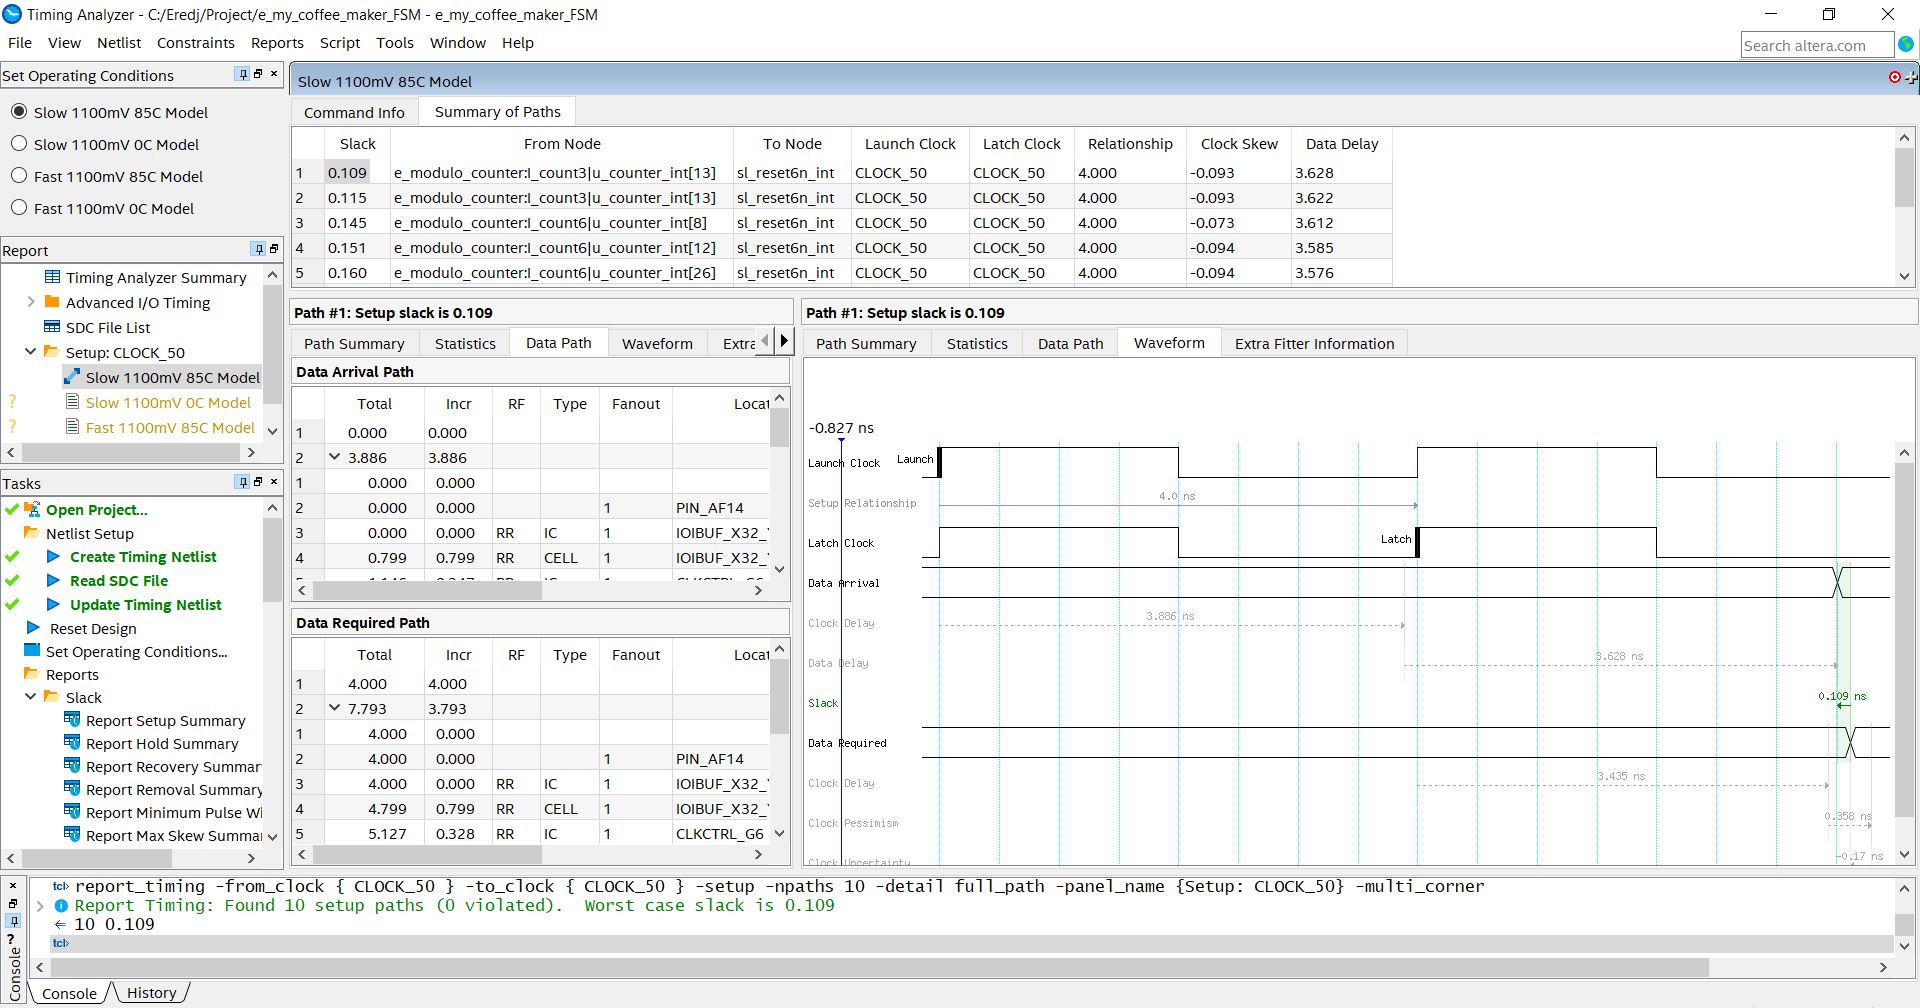 Timing Analyzer - C:/Eredj/Project/e_my_coffee_maker_FSM - e_my_coffee_maker_FSM
File View Netlist Constraints Reports Script Tools Window Help
Search altera.com
Set Operating Conditions
Slow 1100mV 85C Model
Slow 1100mV 0C Model
Fast 1100mV 85C Model
Fast 1100mV 0C Model
Report
Timing Analyzer Summary
Advanced I/O Timing
SDC File List
Setup: CLOCK_50
Slow 1100mV 85C Model
? Slow 1100mV 0C Model
? Fast 1100mV 85C Model
Tasks
Open Project...
Netlist Setup
Create Timing Netlist
Read SDC File
Update Timing Netlist
Reset Design
Set Operating Conditions...
Reports
Slack
Report Setup Summary
Report Hold Summary
Report Recovery Summar
Report Removal Summary
Report Minimum Pulse Wi
Report Max Skew Summa
Slow 1100mV 85C Model
Command Info Summary of Paths
Slack From Node To Node Launch Clock Latch Clock Relationship Clock Skew Data Delay
1 0.109 e_modulo_counter:I_count3|u_counter_int[13] sl_reset6n_int CLOCK_50 CLOCK_50 4.000 -0.093 3.628
2 0.115 e_modulo_counter:I_count3|u_counter_int[13] sl_reset6n_int CLOCK_50 CLOCK_50 4.000 -0.093 3.622
3 0.145 e_modulo_counter:I_count6|u_counter_int[8] sl_reset6n_int CLOCK_50 CLOCK_50 4.000 -0.073 3.612
4 0.151 e_modulo_counter:I_count6|u_counter_int[12] sl_reset6n_int CLOCK_50 CLOCK_50 4.000 -0.094 3.585
5 0.160 e_modulo_counter:I_count6|u_counter_int[26] sl_reset6n_int CLOCK_50 CLOCK_50 4.000 -0.094 3.576
Path #1: Setup slack is 0.109
Path Summary Statistics Data Path Waveform Extra
Data Arrival Path
Total Incr RF Type Fanout Locat
1 0.000 0.000
2 3.886 3.886
1 0.000 0.000
2 0.000 0.000 1 PIN_AF14
3 0.000 0.000 RR IC 1 IOIBUF_X32_
4 0.799 0.799 RR CELL 1 IOIBUF_X32_
Data Required Path
Total Incr RF Type Fanout Locat
1 4.000 4.000
2 7.793 3.793
1 4.000 0.000
2 4.000 0.000 1 PIN_AF14
3 4.000 0.000 RR IC 1 IOIBUF_X32_
4 4.799 0.799 RR CELL 1 IOIBUF_X32_
5 5.127 0.328 RR IC 1 CLKCTRL_G6
Path #1: Setup slack is 0.109
Path Summary Statistics Data Path Waveform Extra Fitter Information
-0.827 ns
Launch Clock Launch
Setup Relationship 4.0 ns
Latch Clock Latch
Data Arrival
Clock Delay 3.886 ns
Data Delay 3.628 ns
Slack 0.109 ns
Data Required
Clock Delay 3.435 ns
Clock Pessimism 0.358 ns
Clock Uncertainty -0.17 ns
tcl> report_timing -from_clock { CLOCK_50 } -to_clock { CLOCK_50 } -setup -npaths 10 -detail full_path -panel_name {Setup: CLOCK_50} -multi_corner
Report Timing: Found 10 setup paths (0 violated). Worst case slack is 0.109
10 0.109
tcl>
Console
Console History